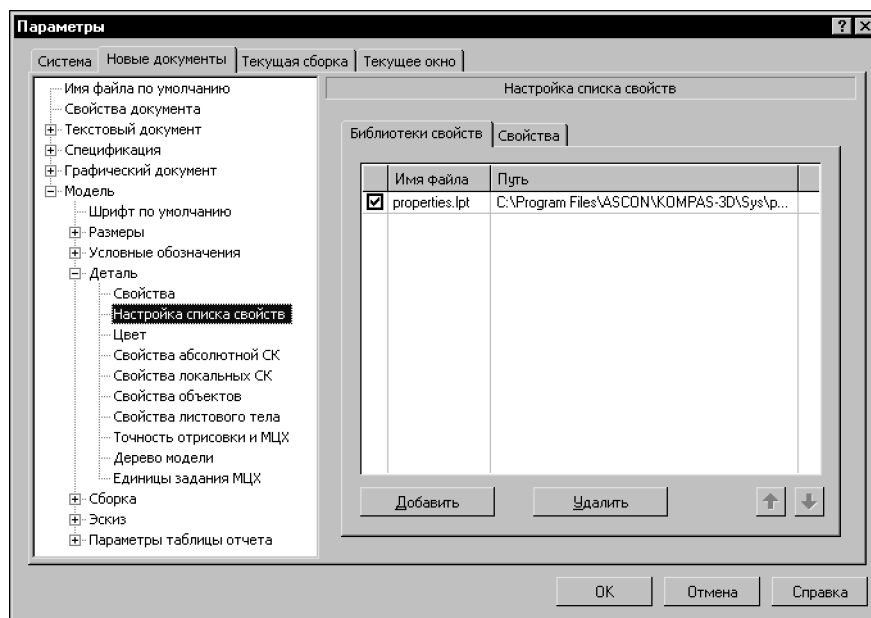 Параметры
Система Новые документы Текущая сборка Текущее окно
Имя файла по умолчанию
Свойства документа
Текстовый документ
Спецификация
Графический документ
Модель
Шрифт по умолчанию
Размеры
Условные обозначения
Деталь
Свойства
Настройка списка свойств
Цвет
Свойства абсолютной СК
Свойства локальных СК
Свойства объектов
Свойства листового тела
Точность отрисовки и МЦХ
Дерево модели
Единицы задания МЦХ
Сборка
Эскиз
Параметры таблицы отчета
Настройка списка свойств
Библиотеки свойств Свойства
Имя файла Путь
properties.lpt C:\Program Files\ASCON\KOMPAS-3D\Sys\p...
Добавить Удалить
OK Отмена Справка